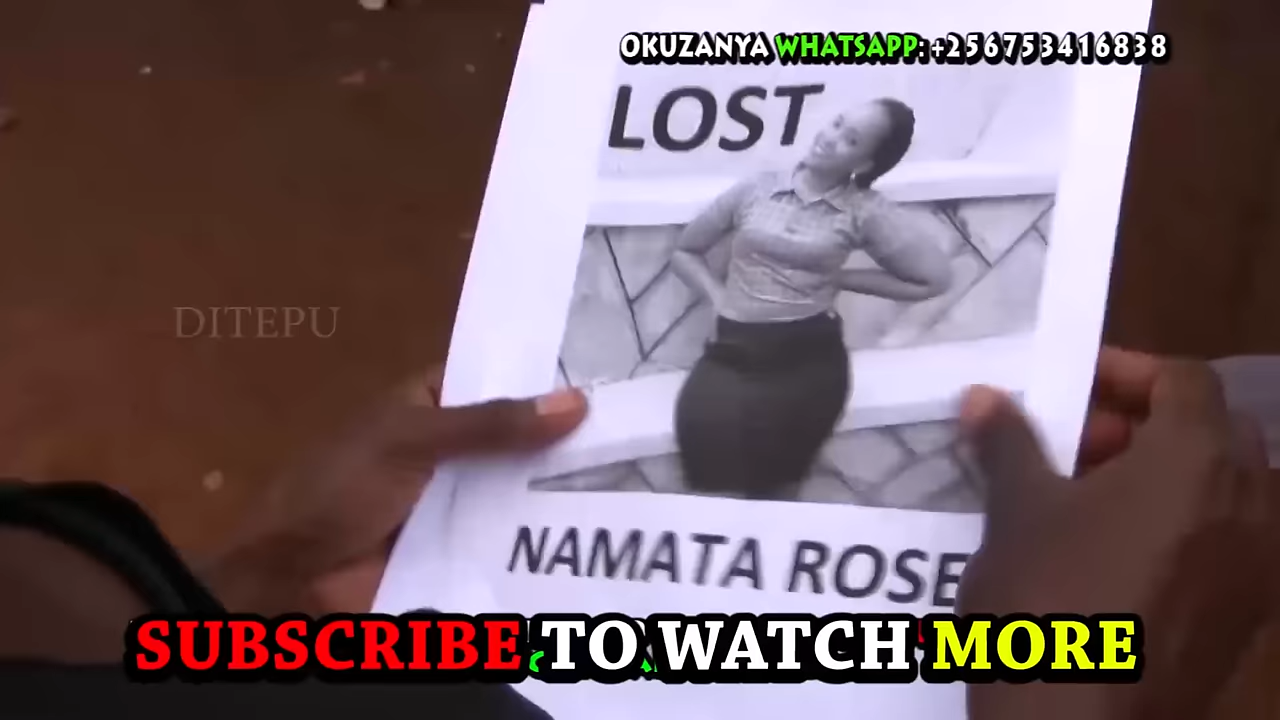 OKUZANYA WHATSAPP: +256753416838
LOST
DITEPU
NAMATA ROSE
SUBSCRIBE TO WATCH MORE